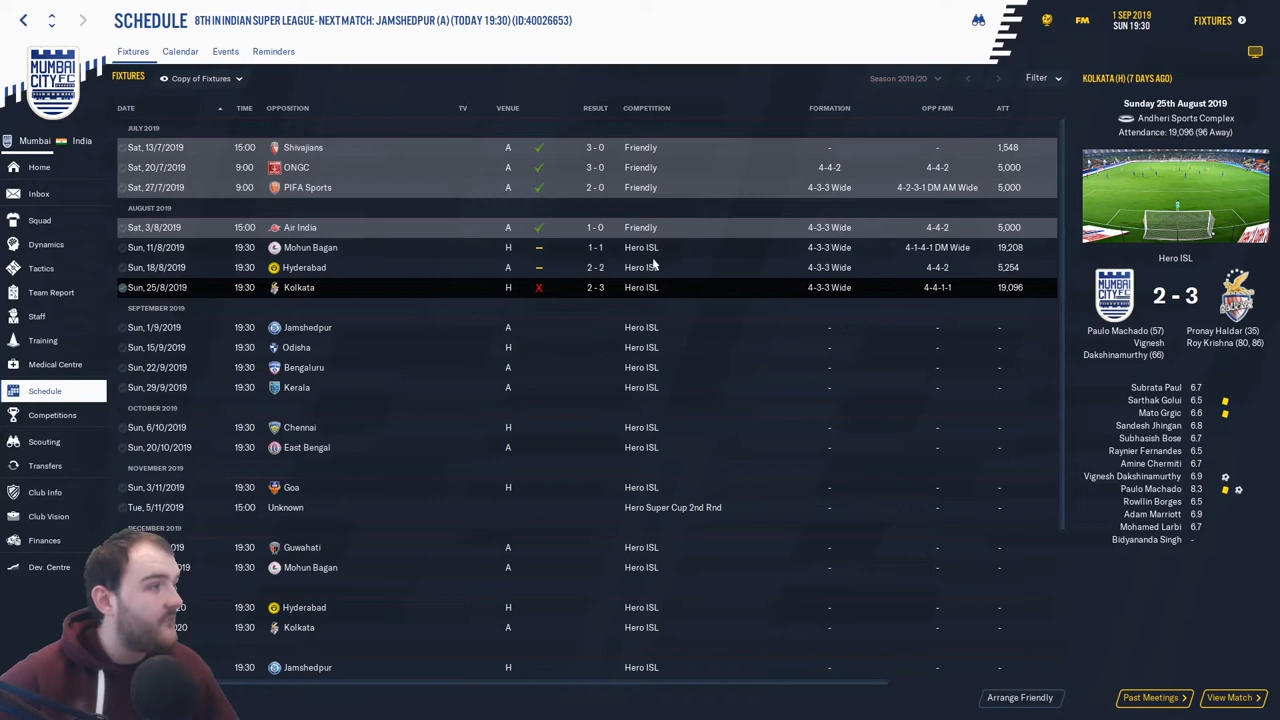 SCHEDULE 8TH IN INDIAN SUPER LEAGUE - NEXT MATCH: JAMSHEDPUR (A) (TODAY 19:30) (ID:40026653)
FM
1 SEP 2019
SUN 19:30
FIXTURES
Fixtures Calendar Events Reminders
MUMBAI CITY FC
FIXTURES Copy of Fixtures Season 2019/20 Filter
DATE TIME OPPOSITION TV VENUE RESULT COMPETITION FORMATION OPP FMN ATT
JULY 2019
Sat, 13/7/2019 15:00 Shivajians A 3 - 0 Friendly - - 1,548
Sat, 20/7/2019 9:00 ONGC A 3 - 0 Friendly 4-4-2 4-4-2 5,000
Sat, 27/7/2019 9:00 PIFA Sports A 2 - 0 Friendly 4-3-3 Wide 4-2-3-1 DM AM Wide 5,000
AUGUST 2019
Sat, 3/8/2019 15:00 Air India A 1 - 0 Friendly 4-3-3 Wide 4-4-2 5,000
Sun, 11/8/2019 19:30 Mohun Bagan H 1 - 1 Hero ISL 4-3-3 Wide 4-1-4-1 DM Wide 19,208
Sun, 18/8/2019 19:30 Hyderabad A 2 - 2 Hero ISL 4-3-3 Wide 4-4-2 5,254
Sun, 25/8/2019 19:30 Kolkata H X 2 - 3 Hero ISL 4-3-3 Wide 4-4-1-1 19,096
SEPTEMBER 2019
Sun, 1/9/2019 19:30 Jamshedpur A - Hero ISL - - -
Sun, 15/9/2019 19:30 Odisha H - Hero ISL - - -
Sun, 22/9/2019 19:30 Bengaluru A - Hero ISL - - -
Sun, 29/9/2019 19:30 Kerala A - Hero ISL - - -
OCTOBER 2019
Sun, 6/10/2019 19:30 Chennai H - Hero ISL - - -
Sun, 20/10/2019 19:30 East Bengal A - Hero ISL - - -
NOVEMBER 2019
Sun, 3/11/2019 19:30 Goa H - Hero ISL - - -
Tue, 5/11/2019 15:00 Unknown Hero Super Cup 2nd Rnd - - -
DECEMBER 2019
/2019 19:30 Guwahati A Hero ISL - - -
/2019 19:30 Mohun Bagan A Hero ISL - - -
20 19:30 Hyderabad H Hero ISL - - -
020 19:30 Kolkata A Hero ISL - - -
19:30 Jamshedpur H Hero ISL - - -
Arrange Friendly
Mumbai India
Home
Inbox
Squad
Dynamics
Tactics
Team Report
Staff
Training
Medical Centre
Schedule
Competitions
Scouting
Transfers
Club Info
Club Vision
Finances
Dev. Centre
KOLKATA (H) (7 DAYS AGO)
Sunday 25th August 2019
Andheri Sports Complex
Attendance: 19,096 (96 Away)
Hero ISL
2 - 3
Paulo Machado (57)
Vignesh
Dakshinamurthy (66)
Pronay Haldar (35)
Roy Krishna (80, 86)
Subrata Paul 6.7
Sarthak Golui 6.5
Mato Grgic 6.6
Sandesh Jhingan 6.8
Subhasish Bose 6.7
Raynier Fernandes 6.5
Amine Chermiti 6.7
Vignesh Dakshinamurthy 6.9
Paulo Machado 8.3
Rowllin Borges 6.5
Adam Marriott 6.9
Mohamed Larbi 6.7
Bidyananda Singh -
Past Meetings View Match